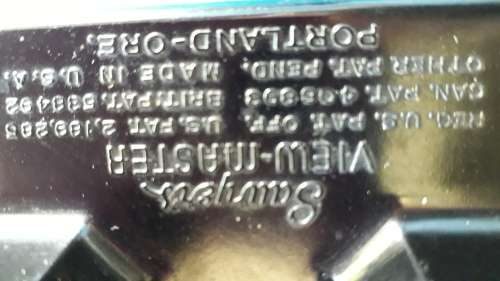 Sawyer's
VIEW-MASTER
REG. U.S. PAT. OFF. U.S. PAT. 2,189,285
CAN. PAT. 405893 BRIT. PAT. 538492
OTHER PAT. PEND. MADE IN U.S.A.
PORTLAND-ORE.